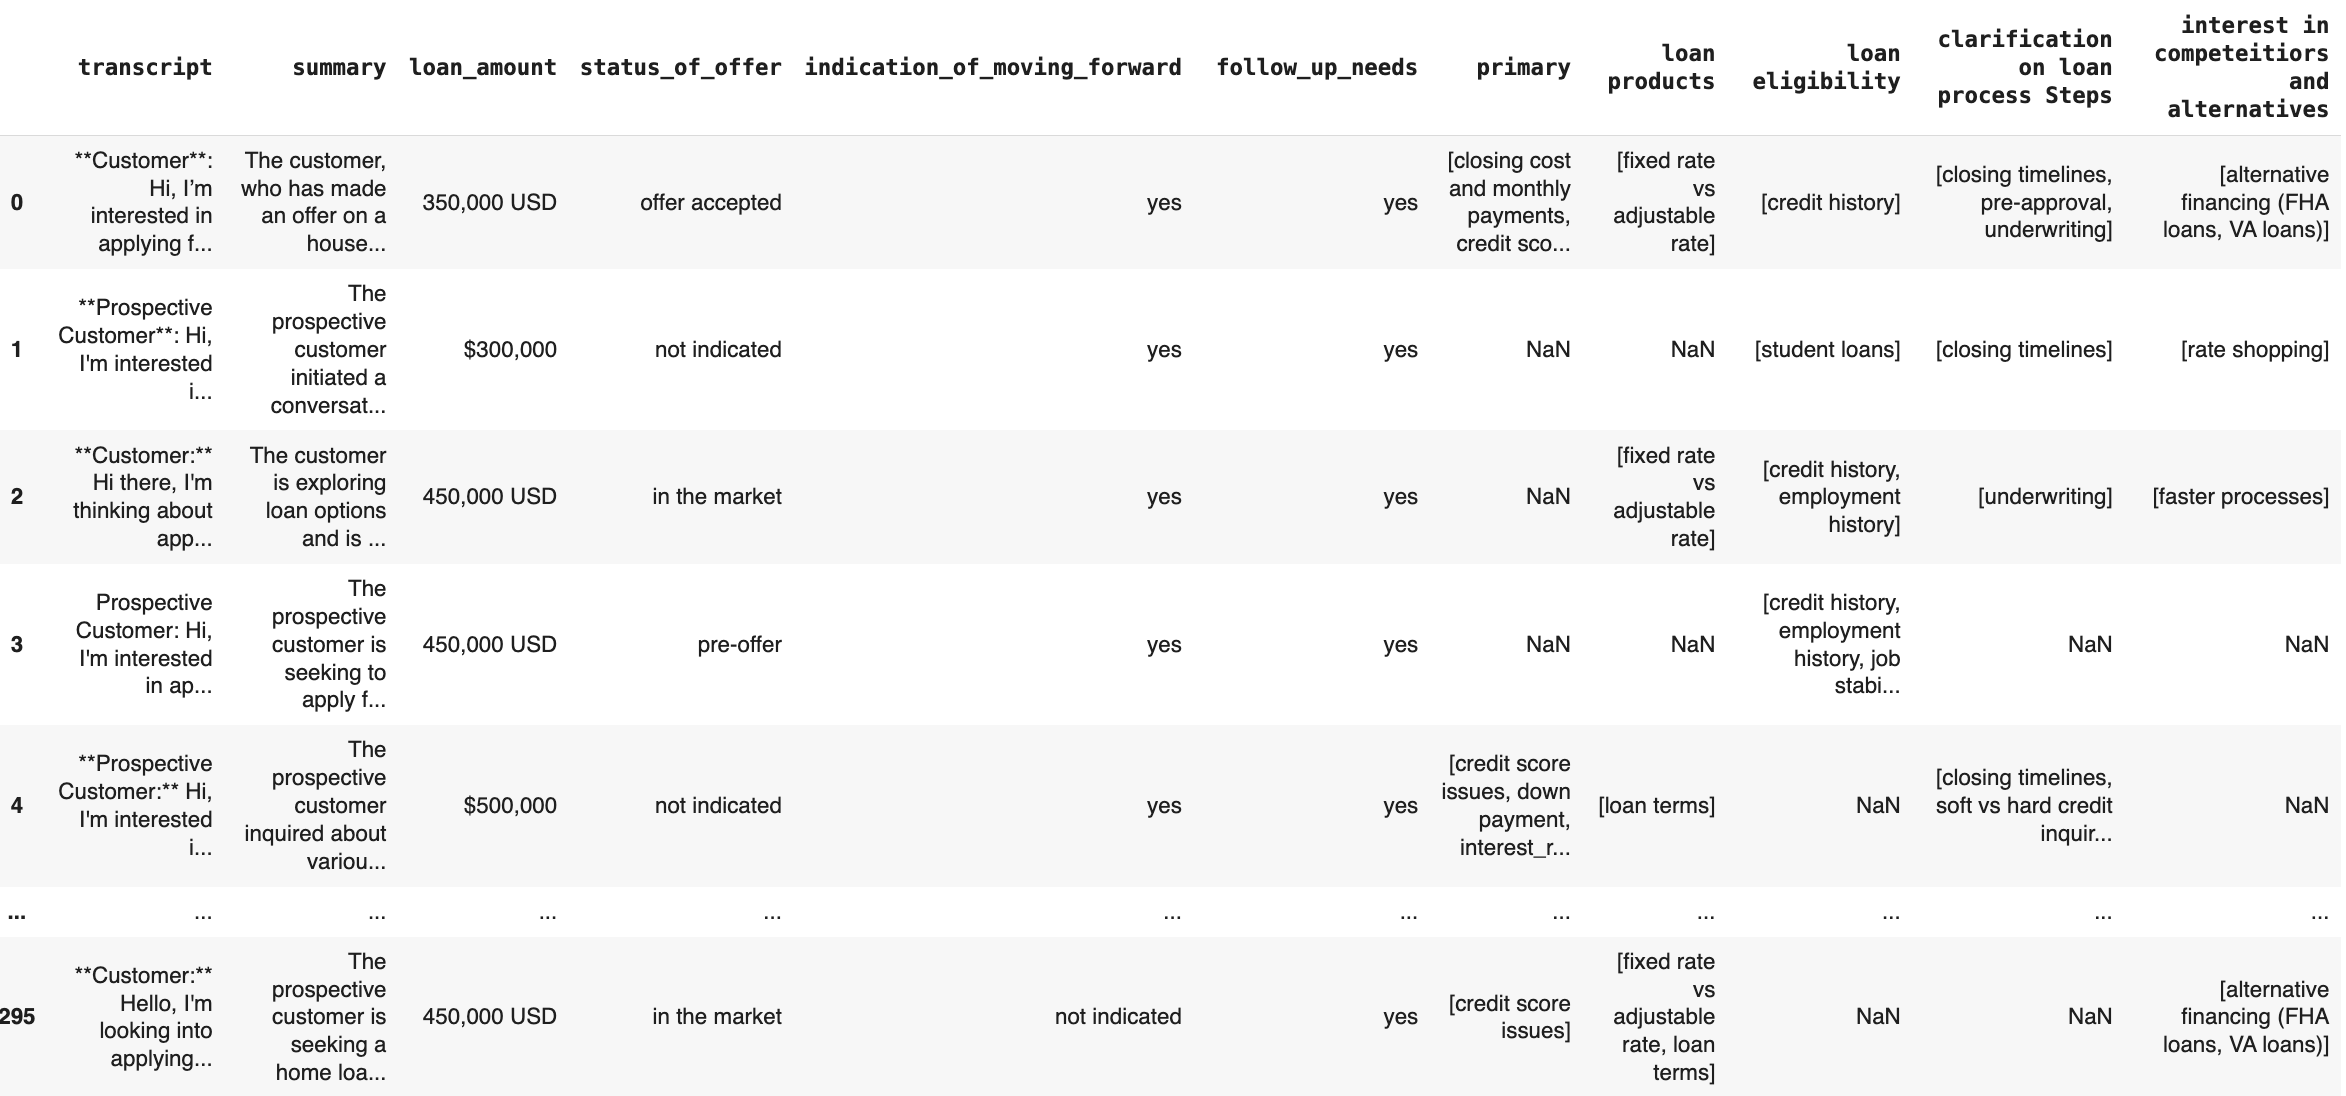 transcript summary loan_amount status_of_offer indication_of_moving_forward follow_up_needs primary loan products loan eligibility clarification on loan process Steps interest in competeitiors and alternatives
0 **Customer**: Hi, I’m interested in applying f... The customer, who has made an offer on a house... 350,000 USD offer accepted yes yes [closing cost and monthly payments, credit sco... [fixed rate vs adjustable rate] [credit history] [closing timelines, pre-approval, underwriting] [alternative financing (FHA loans, VA loans)]
1 **Prospective Customer**: Hi, I'm interested i... The prospective customer initiated a conversat... $300,000 not indicated yes yes NaN NaN [student loans] [closing timelines] [rate shopping]
2 **Customer:** Hi there, I'm thinking about app... The customer is exploring loan options and is ... 450,000 USD in the market yes yes NaN [fixed rate vs adjustable rate] [credit history, employment history] [underwriting] [faster processes]
3 Prospective Customer: Hi, I'm interested in ap... The prospective customer is seeking to apply f... 450,000 USD pre-offer yes yes NaN NaN [credit history, employment history, job stabi... NaN NaN
4 **Prospective Customer:** Hi, I'm interested i... The prospective customer inquired about variou... $500,000 not indicated yes yes [credit score issues, down payment, interest_r... [loan terms] NaN [closing timelines, soft vs hard credit inquir... NaN
... ... ... ... ... ... ... ... ... ... ... ...
295 **Customer:** Hello, I'm looking into applying... The prospective customer is seeking a home loa... 450,000 USD in the market not indicated yes [credit score issues] [fixed rate vs adjustable rate, loan terms] NaN NaN [alternative financing (FHA loans, VA loans)]